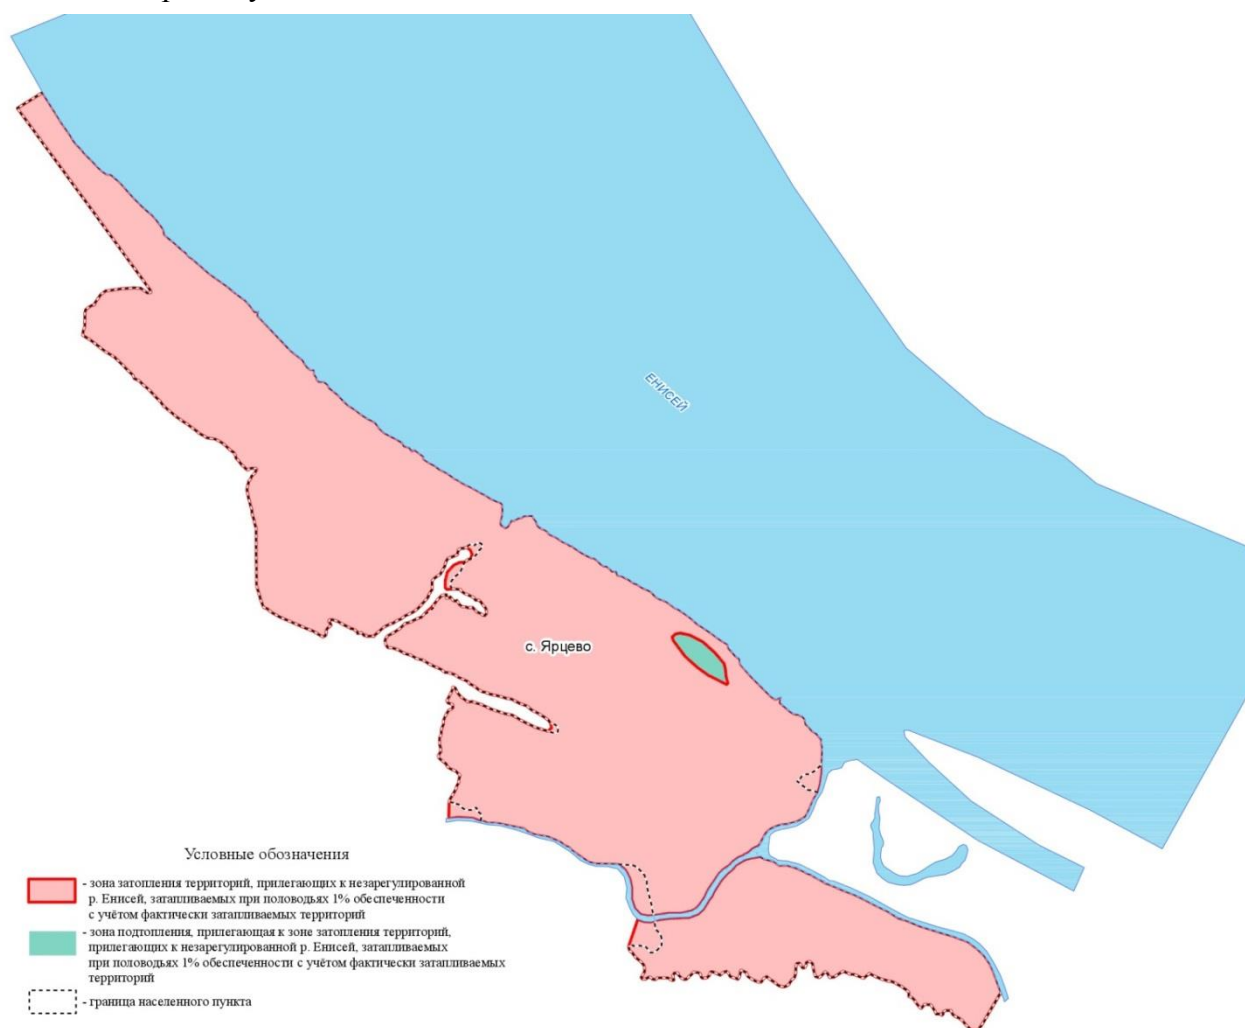 ЕНИСЕЙ
с. Ярцево
Условные обозначения
- зона затопления территорий, прилегающих к незарегулированной
р. Енисей, затапливаемых при половодьях 1% обеспеченности
с учётом фактически затапливаемых территорий
- зона подтопления, прилегающая к зоне затопления территорий,
прилегающих к незарегулированной р. Енисей, затапливаемых
при половодьях 1% обеспеченности с учётом фактически затапливаемых
территорий
- граница населенного пункта